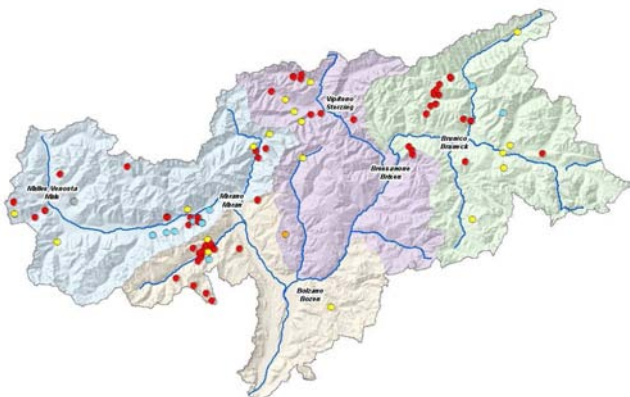 Vipiteno
Sterzing
Brunico
Bruneck
Bressanone
Brixen
Malles Venosta
Mals
Merano
Meran
Bolzano
Bozen